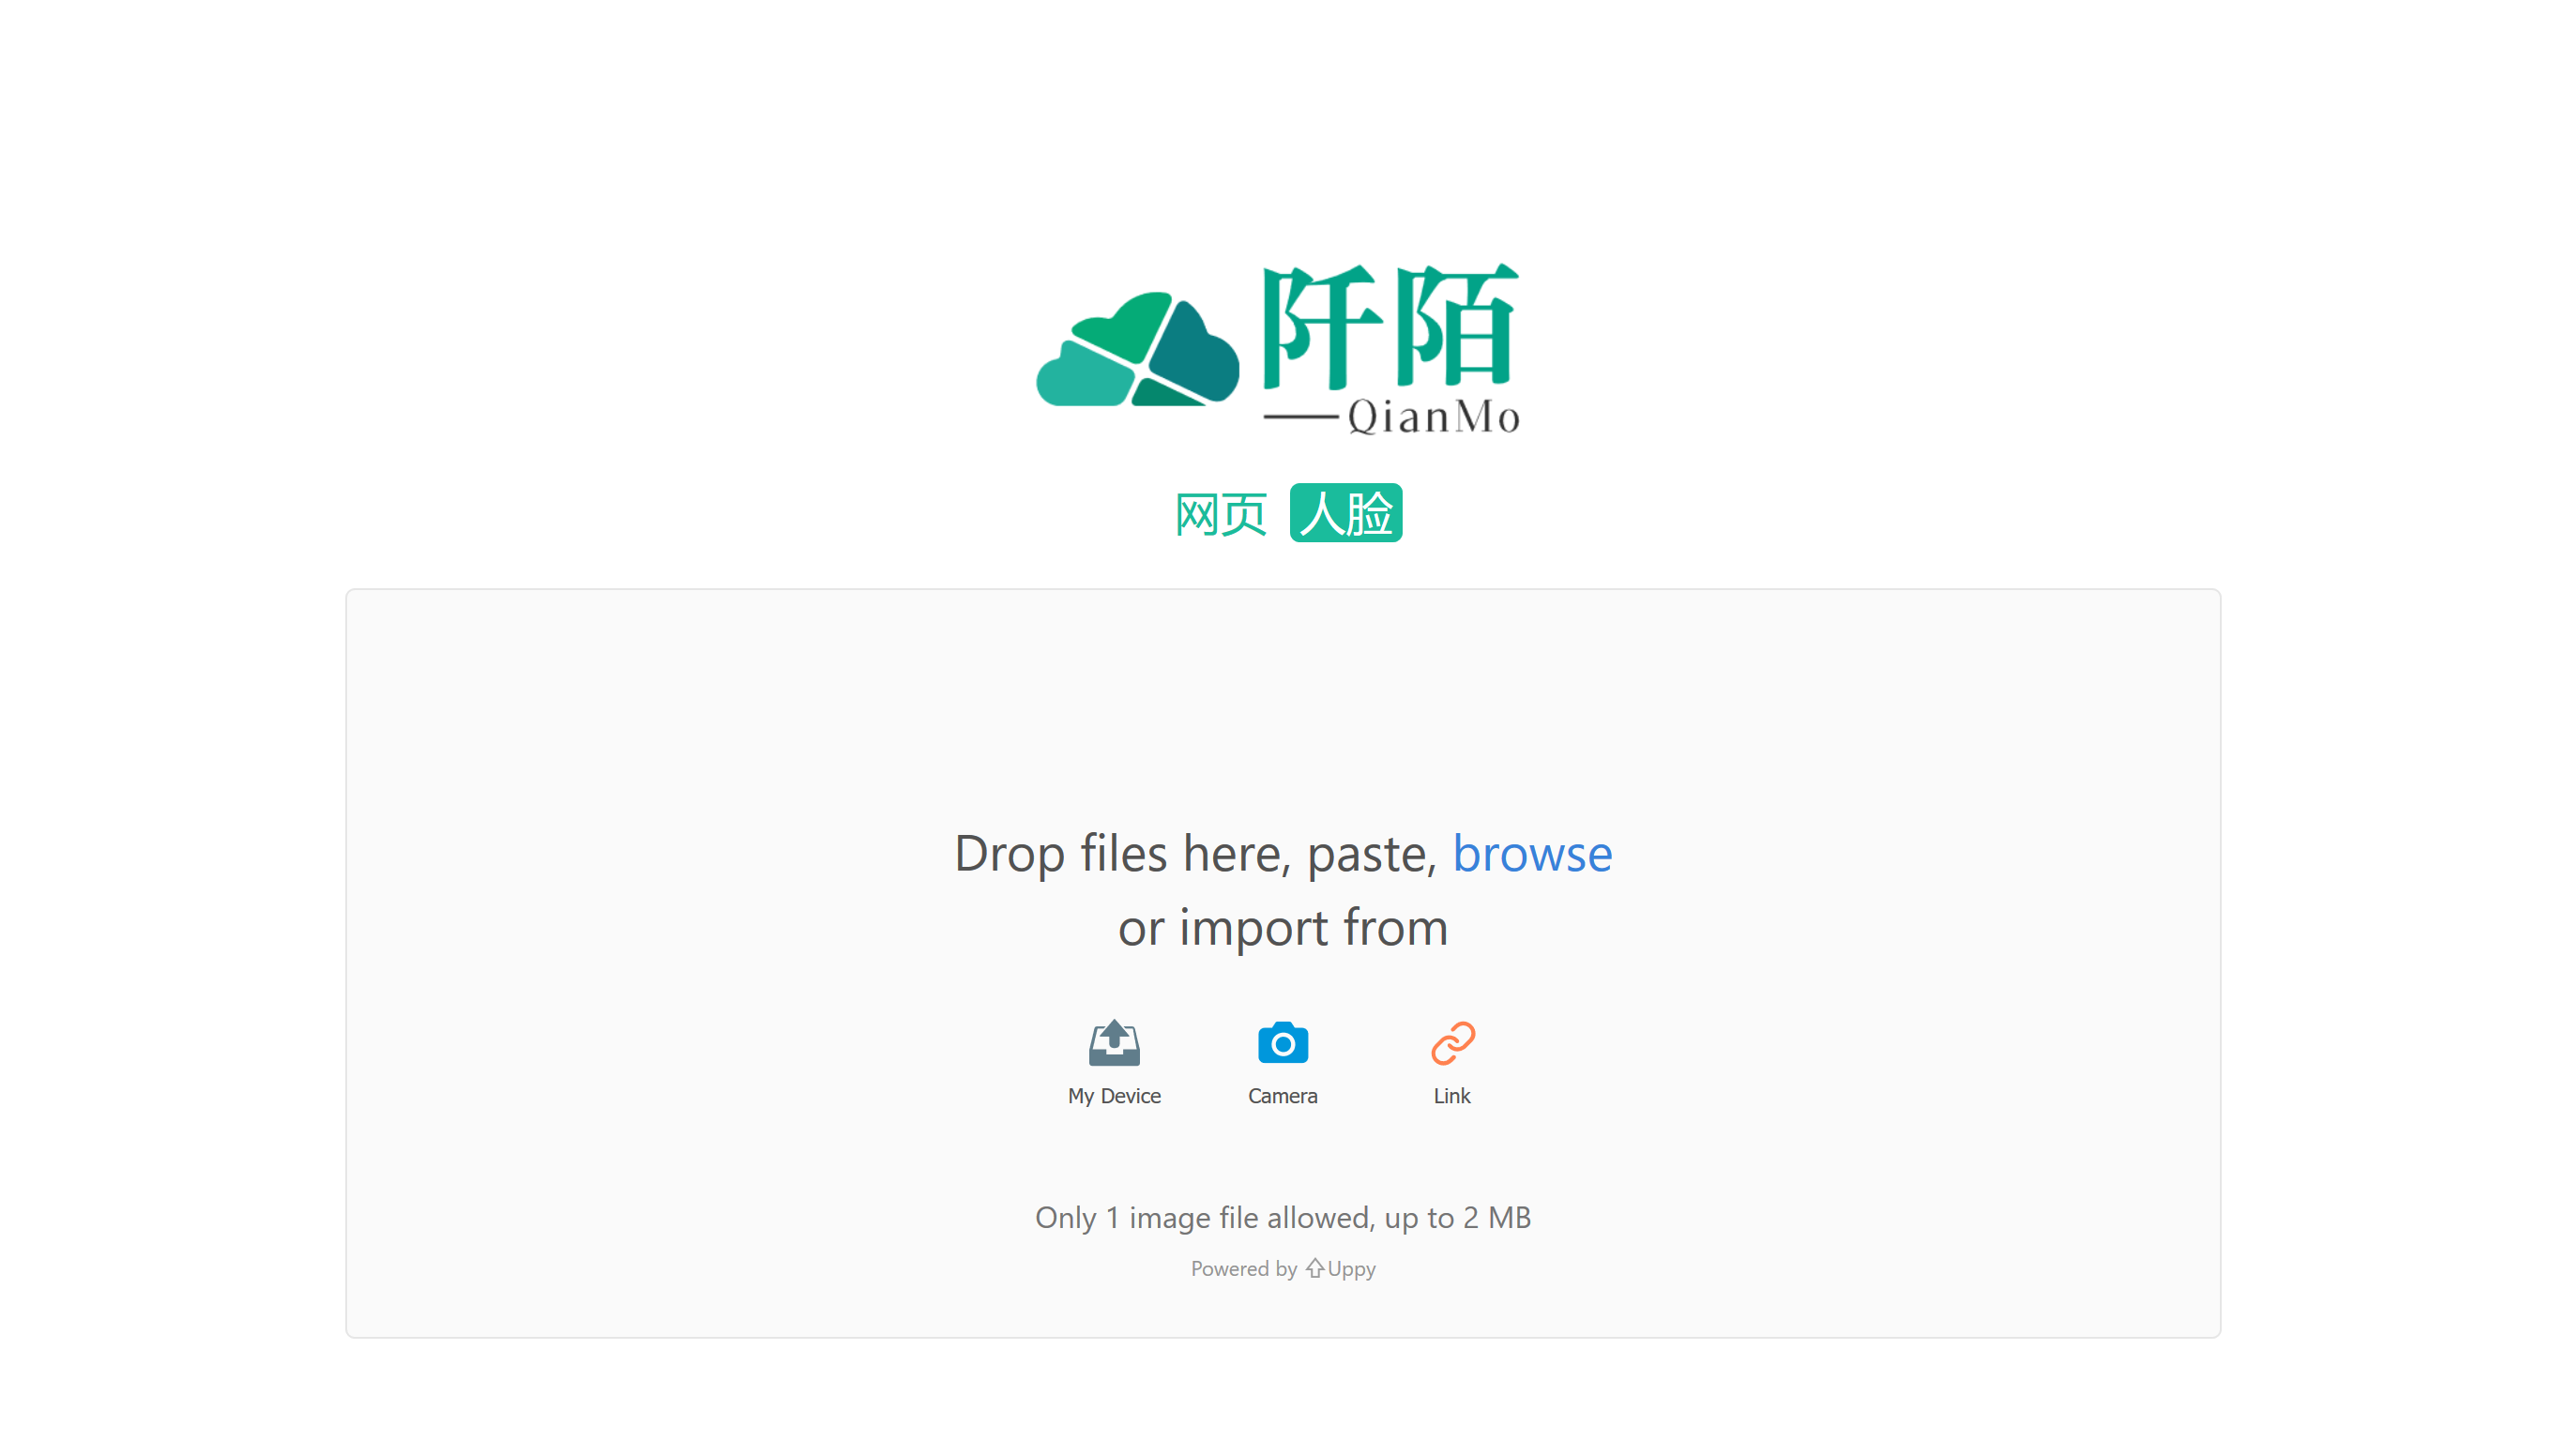 阡陌
QianMo
网页 人脸
Drop files here, paste, browse
or import from
My Device Camera Link
Only 1 image file allowed, up to 2 MB
Powered by Uppy